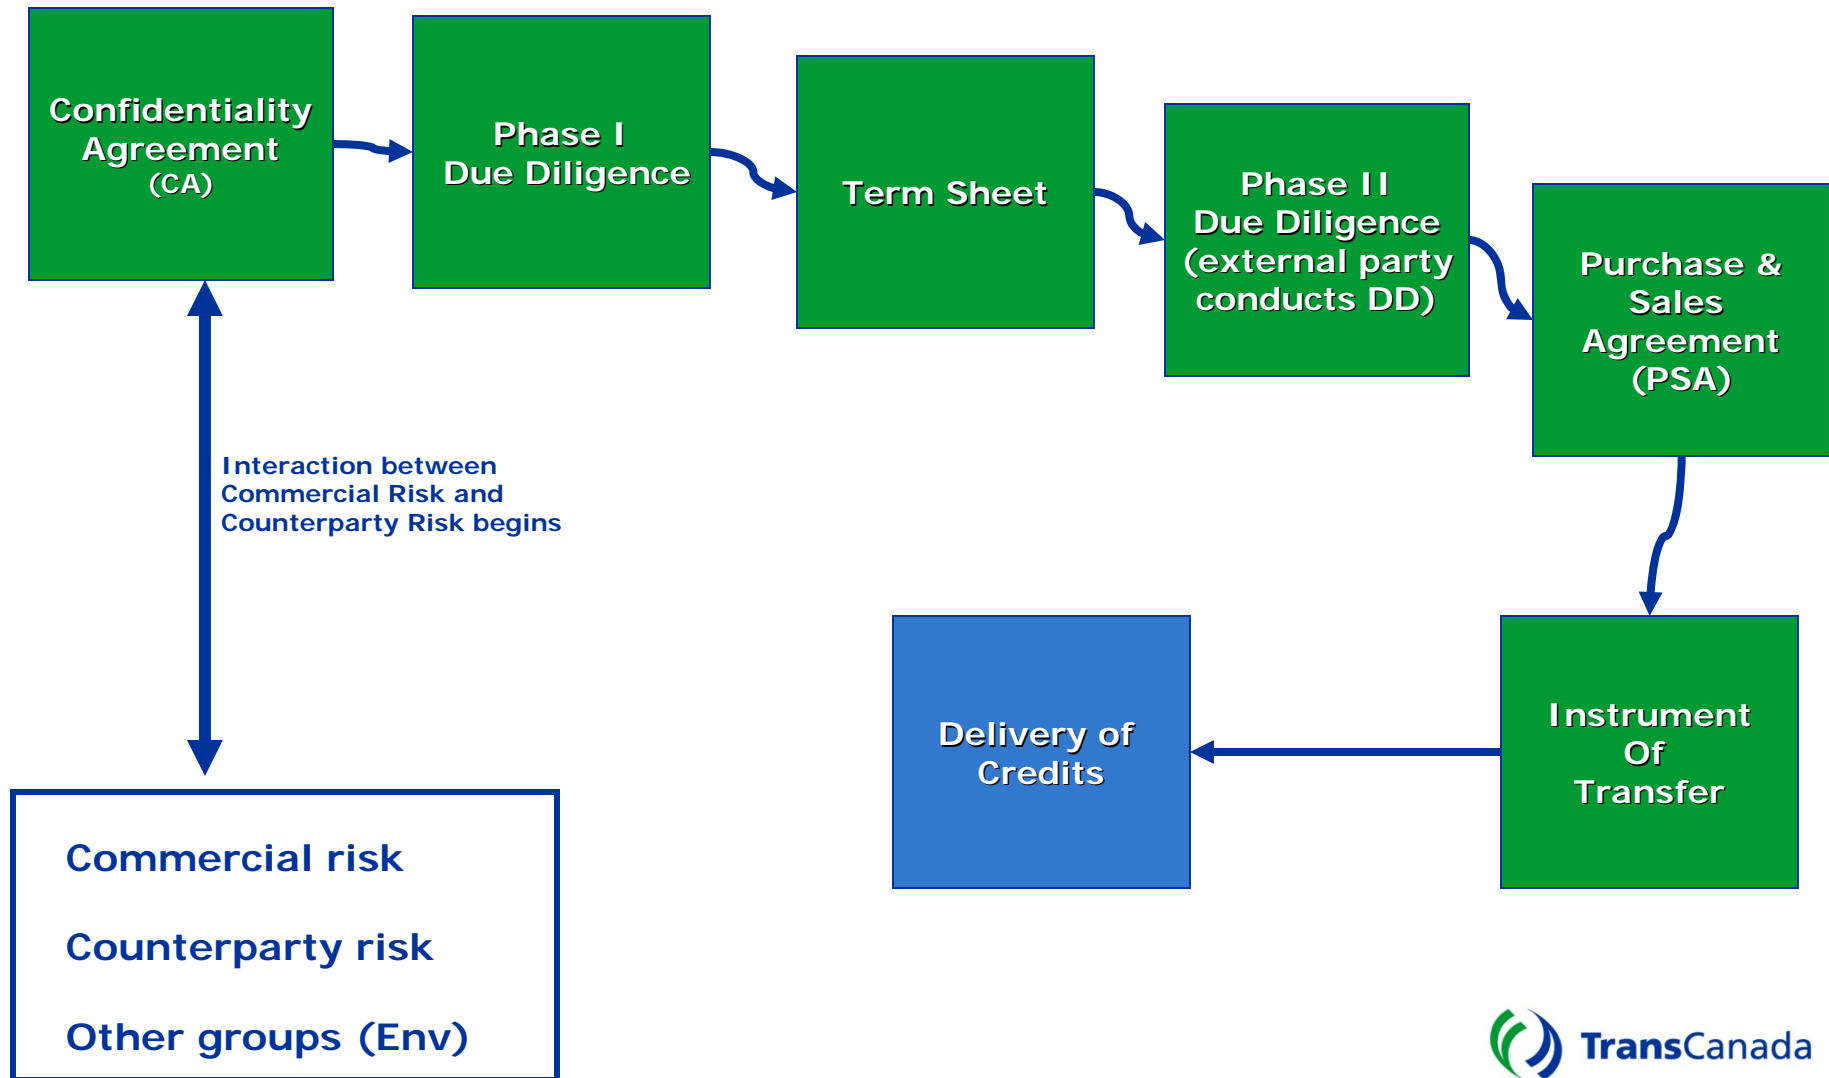 Confidentiality
Agreement
(CA)
Phase I
Due Diligence
Term Sheet
Phase II
Due Diligence
(external party
conducts DD)
Purchase &
Sales
Agreement
(PSA)
Interaction between
Commercial Risk and
Counterparty Risk begins
Delivery of
Credits
Instrument
Of
Transfer
Commercial risk
Counterparty risk
Other groups (Env)
TransCanada